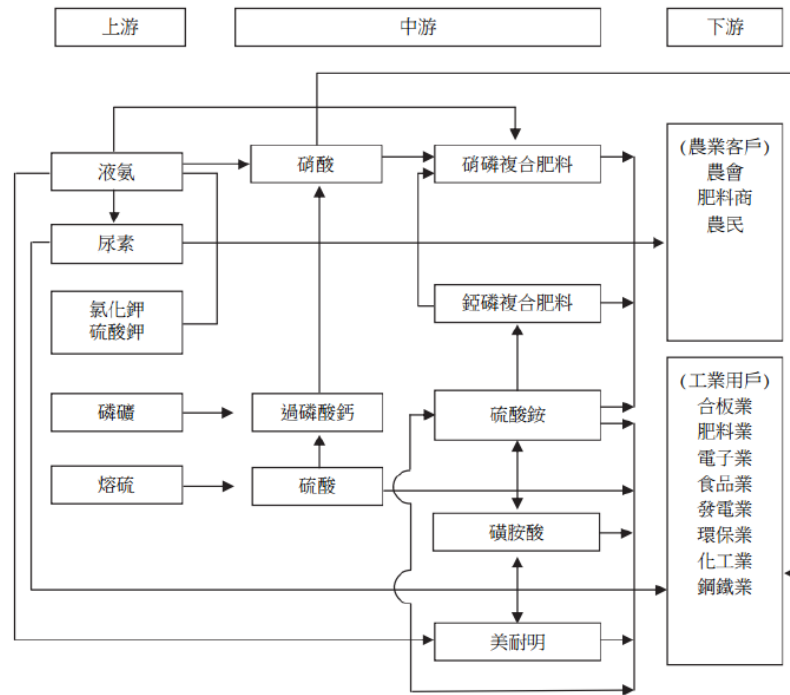 上游
中游
下游
液氨
硝酸
硝磷複合肥料
(農業客戶)
農會
肥料商
農民
尿素
氯化鉀
硫酸鉀
錏磷複合肥料
磷礦
過磷酸鈣
硫酸銨
熔硫
硫酸
磺胺酸
美耐明
(工業用戶)
合板業
肥料業
電子業
食品業
發電業
環保業
化工業
鋼鐵業